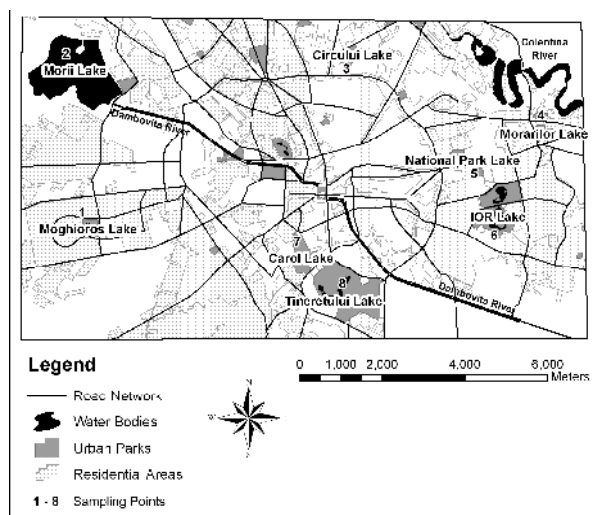 2
Morii Lake
Circului Lake
3
Colentina
River
4
Morarilor Lake
Dambovita River
National Park Lake
5
1
Moghioros Lake
IOR Lake
6
7
Carol Lake
8
Tineretului Lake
Dambovita River
Legend
Road Network
Water Bodies
Urban Parks
Residential Areas
1 - 8 Sampling Points
N
W
S
0 1,000 2,000 4,000 6,000
Meters